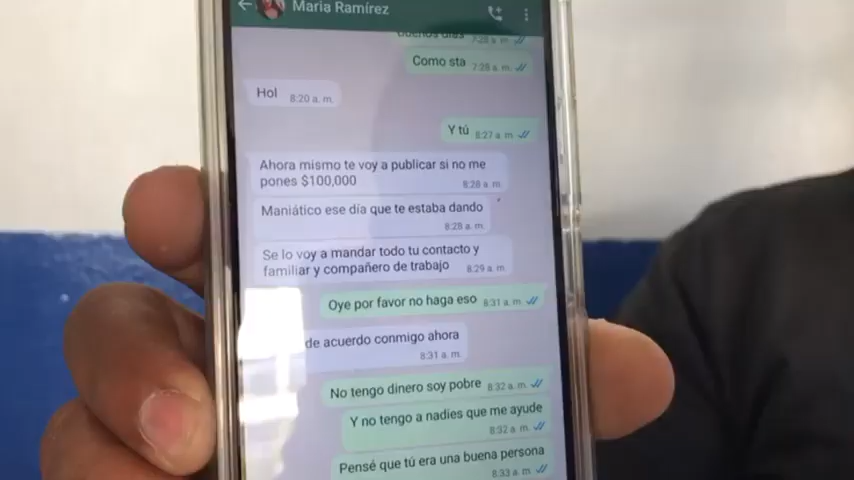 Maria Ramírez
buenos días 7:28 a. m.
Como sta 7:28 a. m.
Hol 8:20 a. m.
Y tú 8:27 a. m.
Ahora mismo te voy a publicar si no me
pones $100,000
8:28 a. m.
Maniático ese día que te estaba dando
8:28 a. m.
Se lo voy a mandar todo tu contacto y
familiar y compañero de trabajo 8:29 a. m.
Oye por favor no haga eso 8:31 a. m.
de acuerdo conmigo ahora
8:31 a. m.
No tengo dinero soy pobre 8:32 a. m.
Y no tengo a nadies que me ayude
8:32 a. m.
Pensé que tú era una buena persona
8:33 a. m.